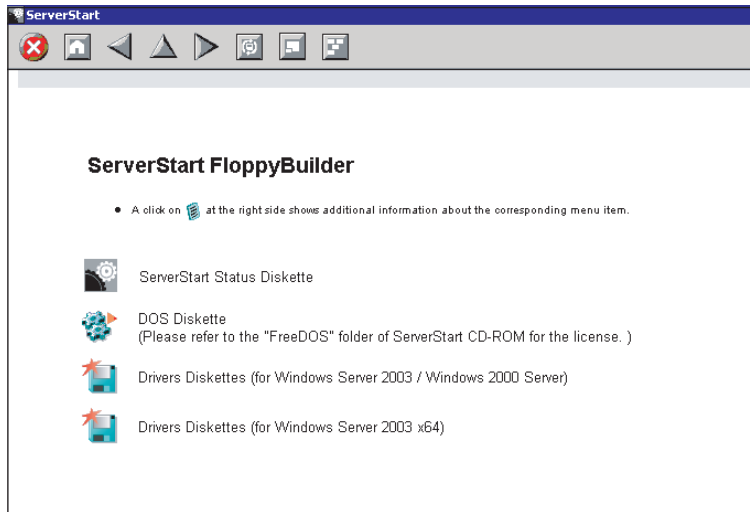 ServerStart
ServerStart FloppyBuilder
• A click on at the right side shows additional information about the corresponding menu item.
ServerStart Status Diskette
DOS Diskette
(Please refer to the "FreeDOS" folder of ServerStart CD-ROM for the license. )
Drivers Diskettes (for Windows Server 2003 / Windows 2000 Server)
Drivers Diskettes (for Windows Server 2003 x64)